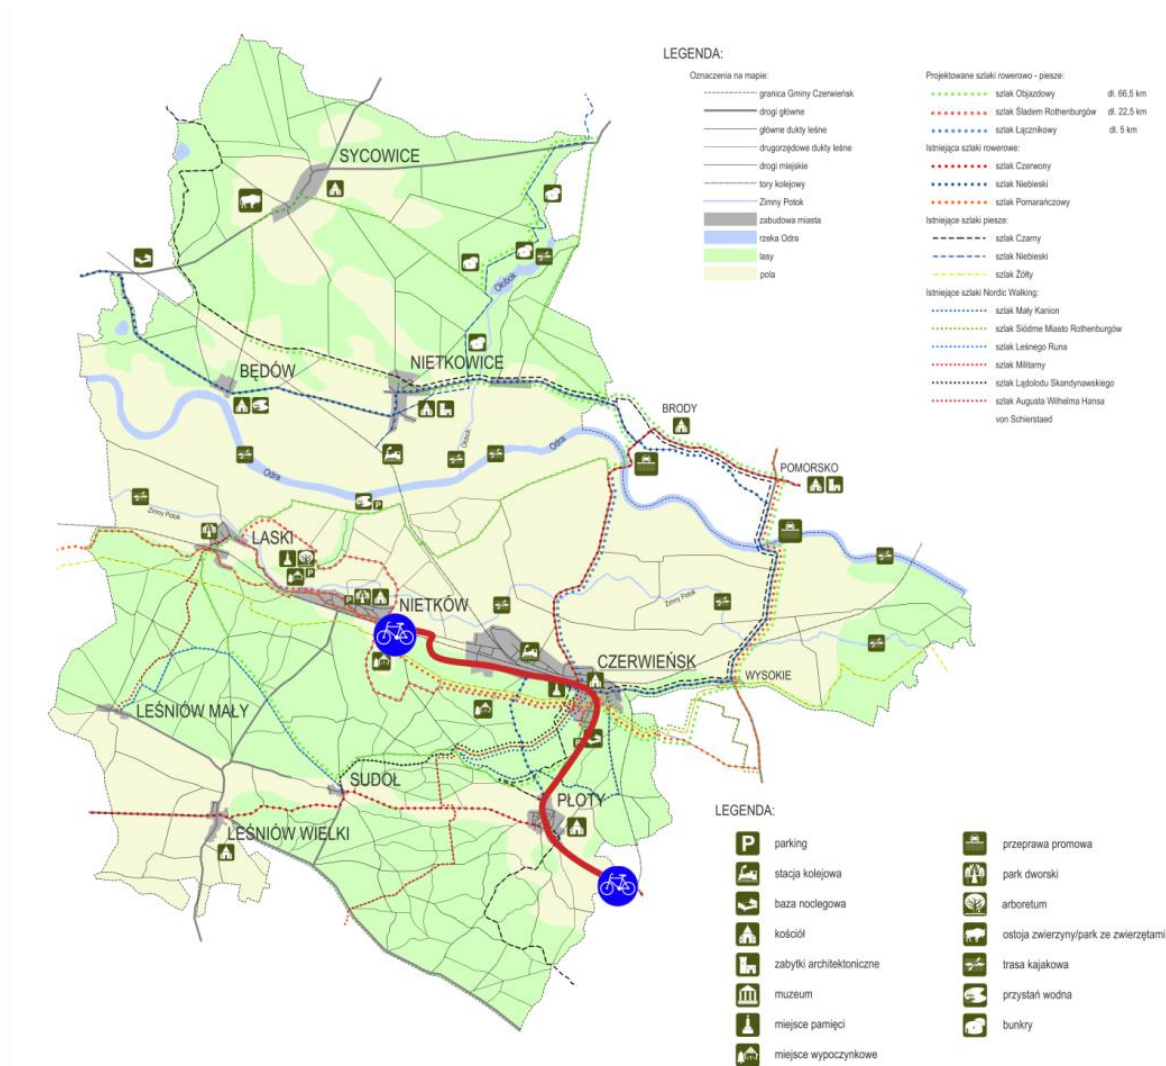 LEGENDA:
Oznaczenia na mapie:
granica Gminy Czerwieńsk
drogi główne
główne dukty leśne
drugorzędowe dukty leśne
drogi miejskie
tory kolejowy
Zimny Potok
zabudowa miasta
rzeka Odra
lasy
pola
Projektowane szlaki rowerowo - piesze:
szlak Objazdowy dł. 66,5 km
szlak Śladem Rothenburgów dł. 22,5 km
szlak Łącznikowy dł. 5 km
Istniejąca szlaki rowerowe:
szlak Czerwony
szlak Niebieski
szlak Pomarańczowy
Istniejące szlaki piesze:
szlak Czarny
szlak Niebieski
szlak Żółty
Istniejące szlaki Nordic Walking:
szlak Mały Kanion
szlak Siódme Miasto Rothenburgów
szlak Leśnego Runa
szlak Militarny
szlak Lądolodu Skandynawskiego
szlak Augusta Wilhelma Hansa
von Schierstaed
SYCOWICE
Ołobok
NIETKOWICE
BĘDÓW
BRODY
POMORSKO
Odra
Odra
Ołobok
Zimny Potok
LASKI
NIETKÓW
Zimny Potok
CZERWIEŃSK
WYSOKIE
LEŚNIÓW MAŁY
SUDOŁ
PŁOTY
LEŚNIÓW WIELKI
LEGENDA:
P parking
stacja kolejowa
baza noclegowa
kościół
zabytki architektoniczne
muzeum
miejsce pamięci
miejsce wypoczynkowe
przeprawa promowa
park dworski
arboretum
ostoja zwierzyny/park ze zwierzętami
trasa kajakowa
przystań wodna
bunkry